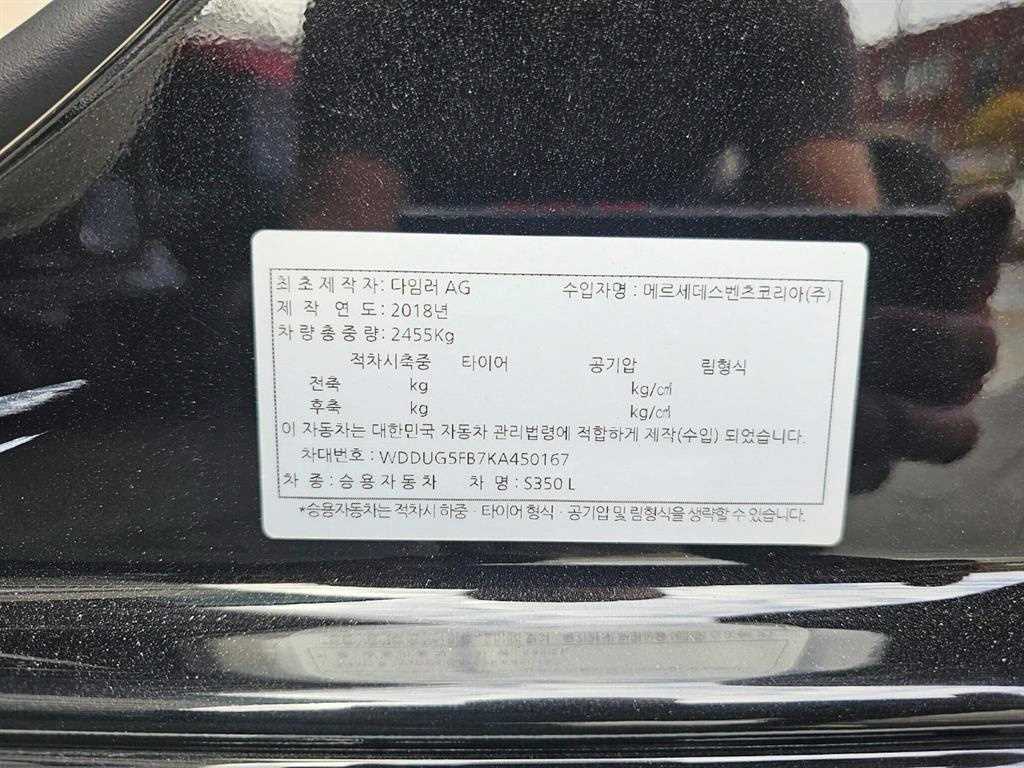 최초제작자: 다임러 AG 수입자명 : 메르세데스벤츠코리아(주)
제 작 연 도 : 2018년
차량총중량: 2455Kg
적차시축중 타이어 공기압 림형식
전축 kg kg/㎠
후축 kg kg/㎠
이 자동차는 대한민국 자동차 관리법령에 적합하게 제작(수입) 되었습니다.
차대번호 : WDDUG5FB7KA450167
차 종 : 승용자동차 차 명 : S350 L
*승용자동차는 적차시 하중 · 타이어 형식 · 공기압 및 림형식을 생략할 수 있습니다.